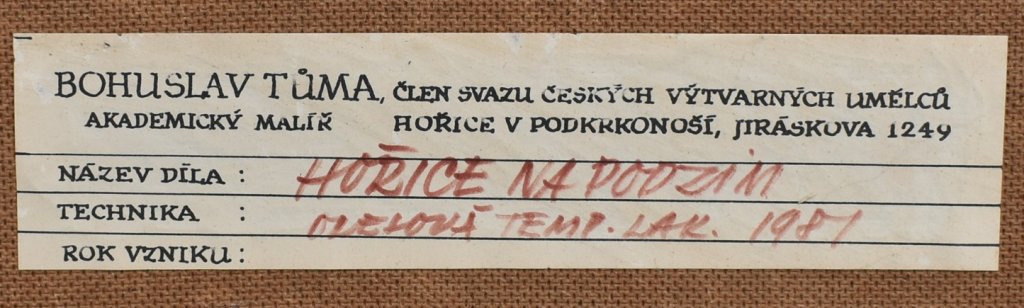 BOHUSLAV TŮMA, ČLEN SVAZU ČESKÝCH VÝTVARNÝCH UMĚLCŮ
AKADEMICKÝ MALÍŘ HOŘICE V PODKRKONOŠÍ, JIRÁSKOVA 1249
NÁZEV DÍLA : HOŘICE NA PODZIM
TECHNIKA : OLEJOVÁ TEMP. LAK. 1981
ROK VZNIKU :